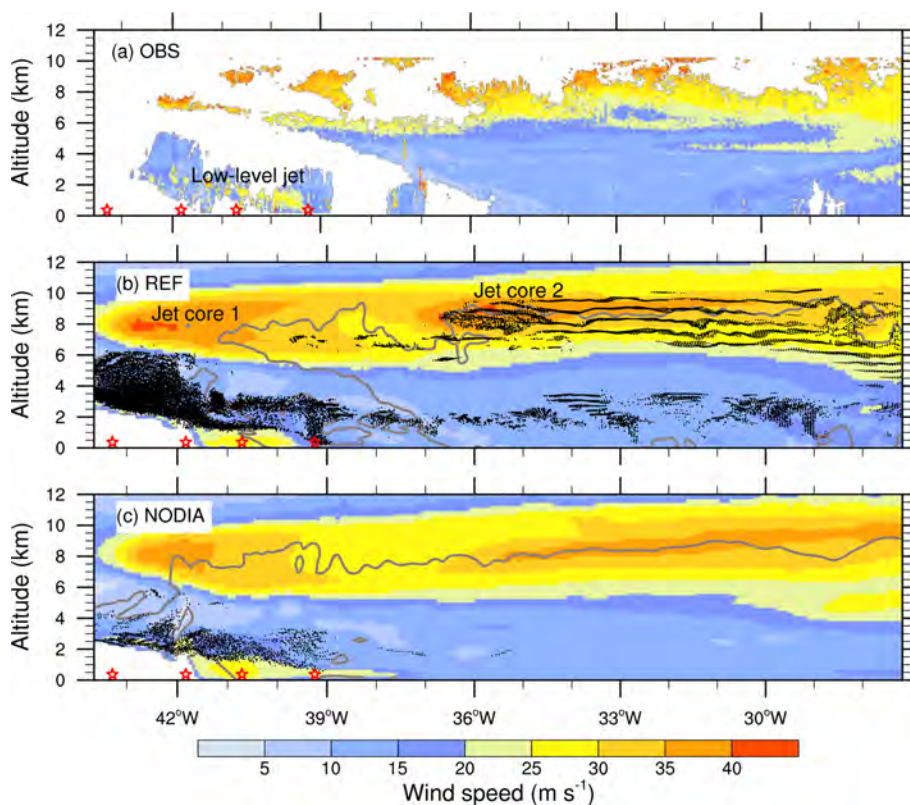 12
10
8
6
4
2
0
Altitude (km)
(a) OBS
Low-level jet
12
10
8
6
4
2
0
Altitude (km)
(b) REF
Jet core 1
Jet core 2
12
10
8
6
4
2
0
Altitude (km)
(c) NODIA
42°W 39°W 36°W 33°W 30°W
5 10 15 20 25 30 35 40
Wind speed (m s⁻¹)